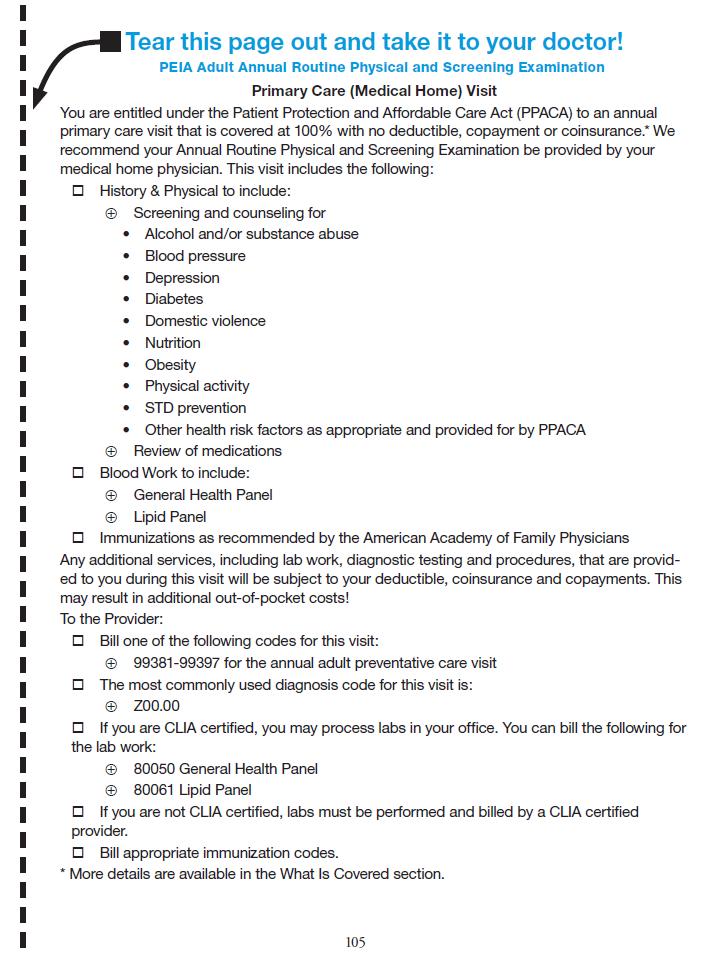 Tear this page out and take it to your doctor!
PEIA Adult Annual Routine Physical and Screening Examination
Primary Care (Medical Home) Visit
You are entitled under the Patient Protection and Affordable Care Act (PPACA) to an annual
primary care visit that is covered at 100% with no deductible, copayment or coinsurance.* We
recommend your Annual Routine Physical and Screening Examination be provided by your
medical home physician. This visit includes the following:
☐ History & Physical to include:
⊕ Screening and counseling for
• Alcohol and/or substance abuse
• Blood pressure
• Depression
• Diabetes
• Domestic violence
• Nutrition
• Obesity
• Physical activity
• STD prevention
• Other health risk factors as appropriate and provided for by PPACA
⊕ Review of medications
☐ Blood Work to include:
⊕ General Health Panel
⊕ Lipid Panel
☐ Immunizations as recommended by the American Academy of Family Physicians
Any additional services, including lab work, diagnostic testing and procedures, that are provid-
ed to you during this visit will be subject to your deductible, coinsurance and copayments. This
may result in additional out-of-pocket costs!
To the Provider:
☐ Bill one of the following codes for this visit:
⊕ 99381-99397 for the annual adult preventative care visit
☐ The most commonly used diagnosis code for this visit is:
⊕ Z00.00
☐ If you are CLIA certified, you may process labs in your office. You can bill the following for
the lab work:
⊕ 80050 General Health Panel
⊕ 80061 Lipid Panel
☐ If you are not CLIA certified, labs must be performed and billed by a CLIA certified
provider.
☐ Bill appropriate immunization codes.
* More details are available in the What Is Covered section.
105